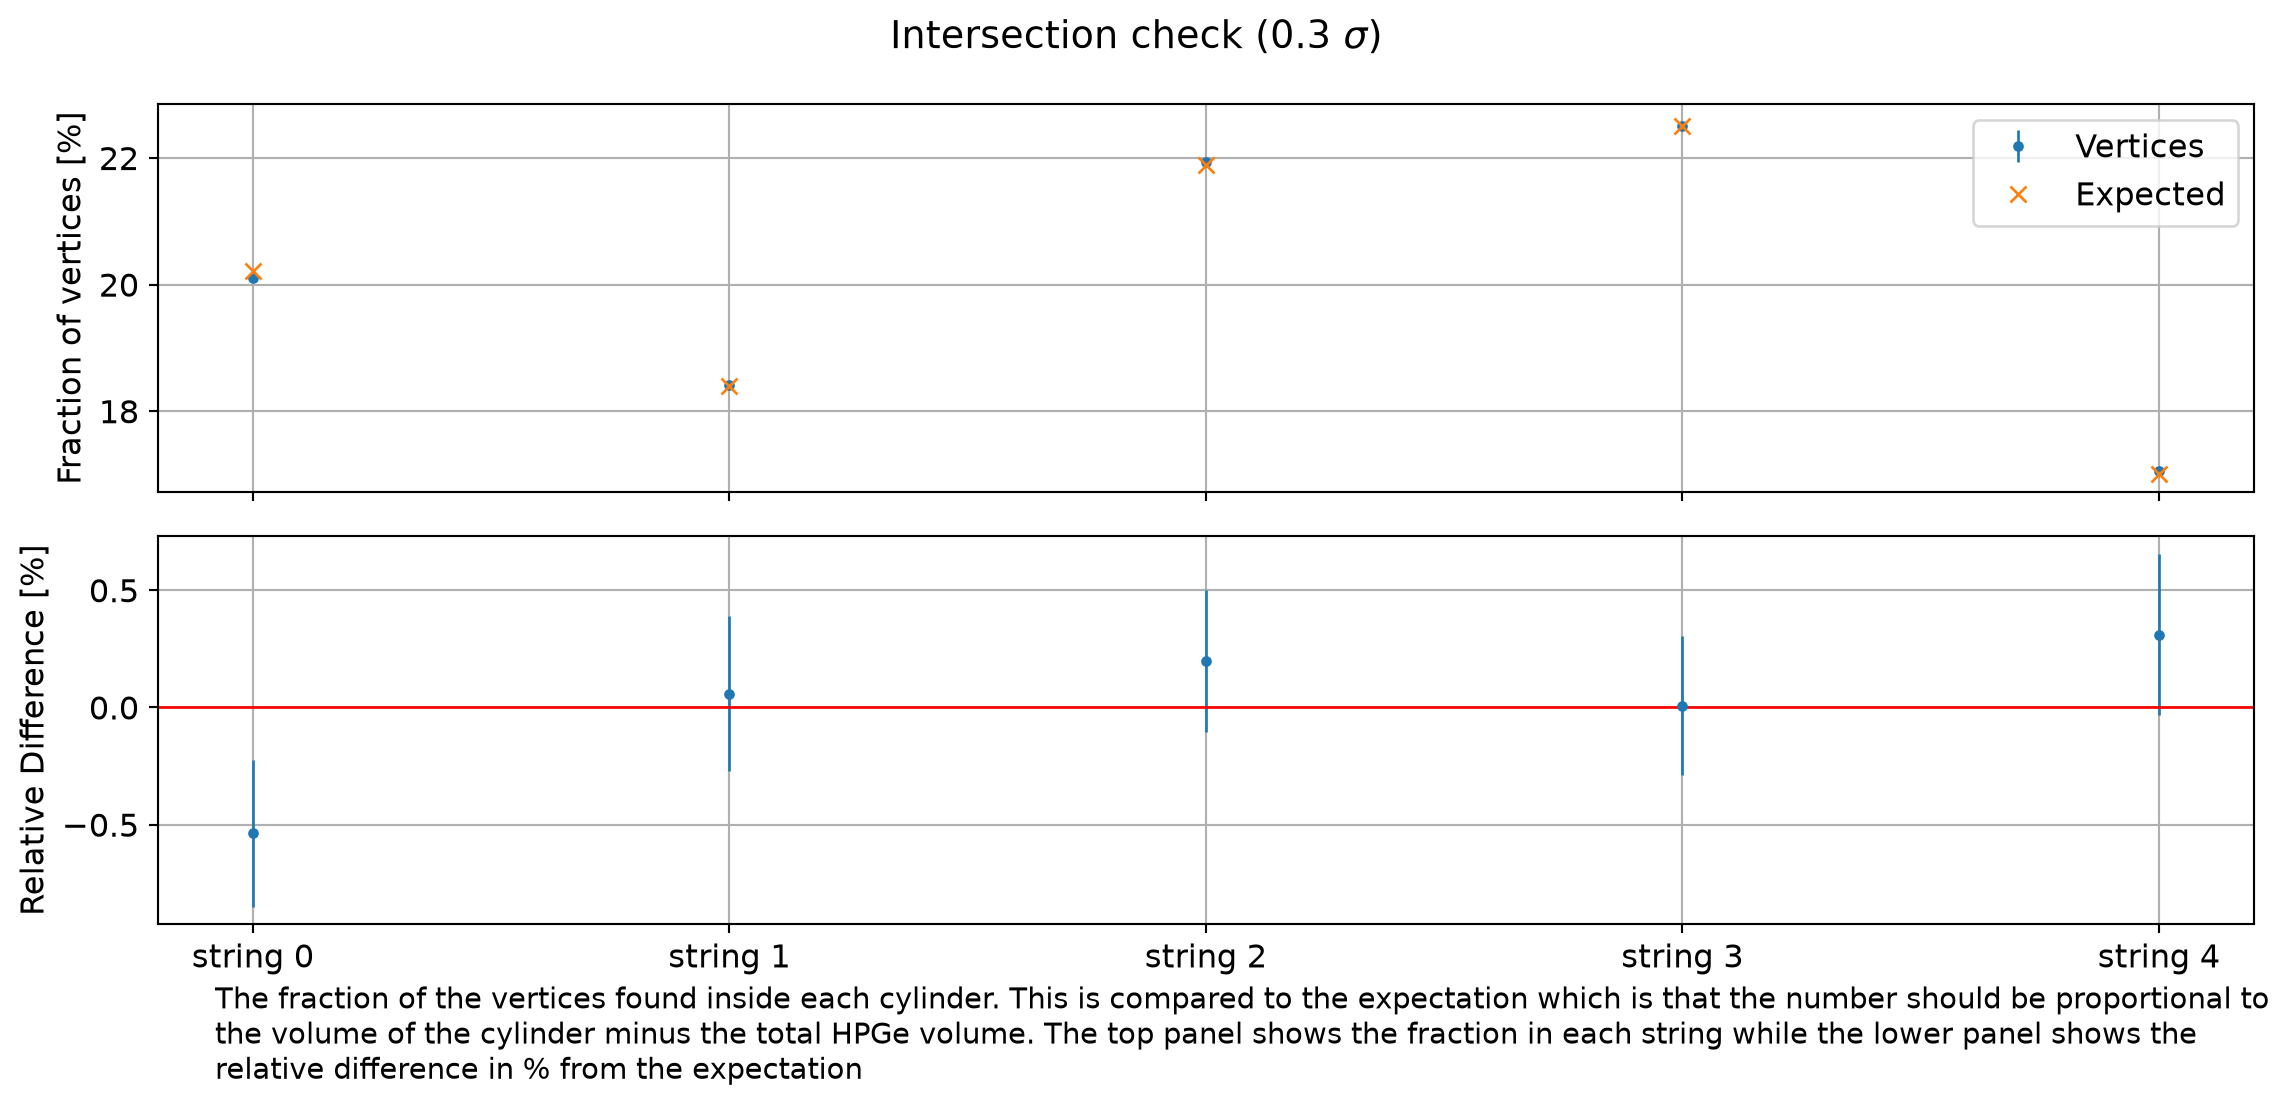 Intersection check (0.3 σ)
Fraction of vertices [%]
22
20
18
Vertices
Expected
Relative Difference [%]
0.5
0.0
−0.5
string 0
string 1
string 2
string 3
string 4
The fraction of the vertices found inside each cylinder. This is compared to the expectation which is that the number should be proportional to
the volume of the cylinder minus the total HPGe volume. The top panel shows the fraction in each string while the lower panel shows the
relative difference in % from the expectation